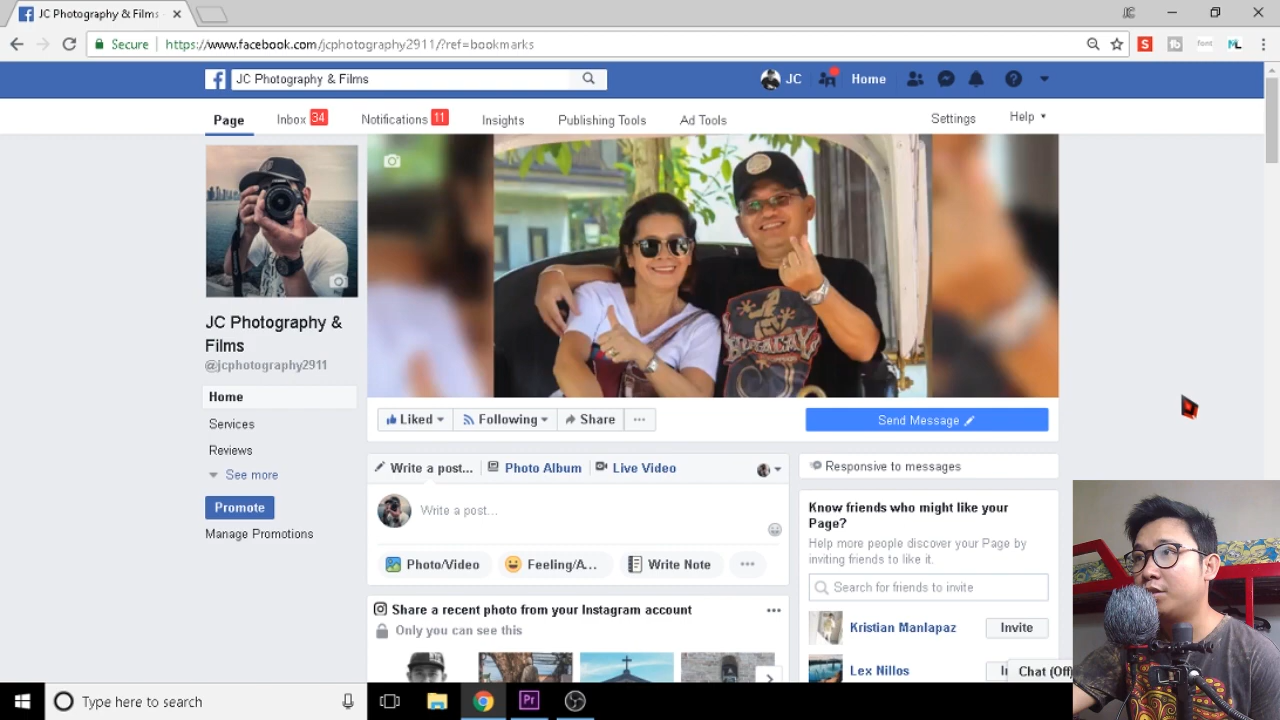 JC Photography & Films
Secure
https://www.facebook.com/jcphotography2911/?ref=bookmarks
JC Photography & Films
JC
Home
Page
Inbox 34
Notifications 11
Insights
Publishing Tools
Ad Tools
Settings
Help
JC Photography &
Films
@jcphotography2911
Home
Services
Reviews
See more
Promote
Manage Promotions
Liked
Following
Share
Send Message
Write a post...
Photo Album
Live Video
Write a post...
Photo/Video
Feeling/A...
Write Note
Share a recent photo from your Instagram account
Only you can see this
Responsive to messages
Know friends who might like your
Page?
Help more people discover your Page by
inviting friends to like it.
Search for friends to invite
Kristian Manlapaz
Invite
Lex Nillos
Chat (Off)
Type here to search
Pr